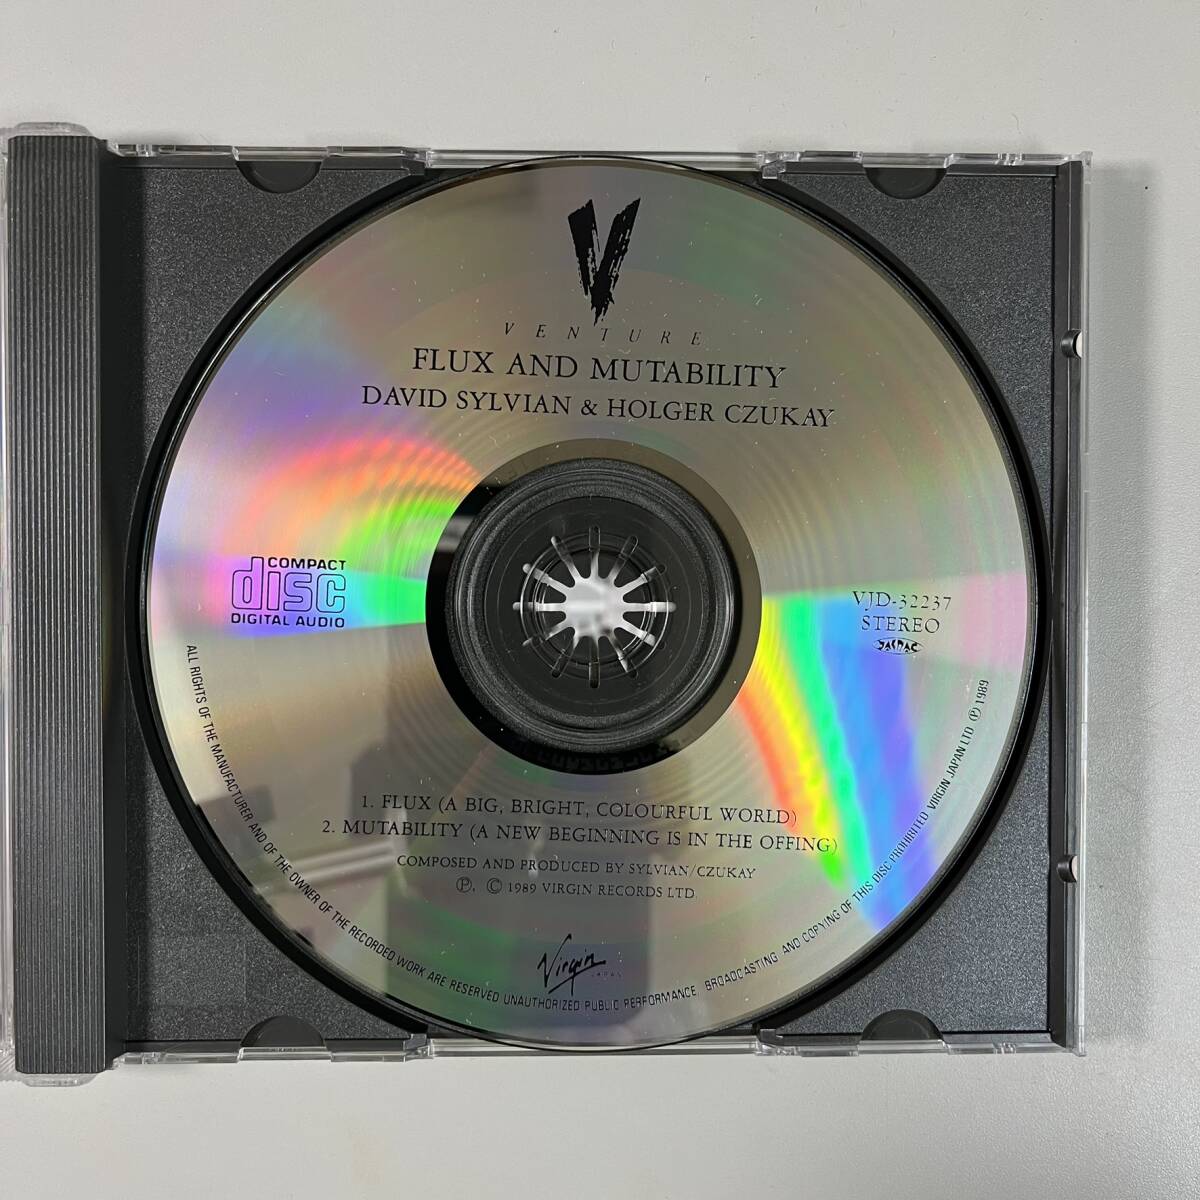 VENTURE
FLUX AND MUTABILITY
DAVID SYLVIAN & HOLGER CZUKAY
COMPACT
disc
DIGITAL AUDIO
VJD-32237
STEREO
JASRAC
1. FLUX (A BIG, BRIGHT, COLOURFUL WORLD)
2. MUTABILITY (A NEW BEGINNING IS IN THE OFFING)
COMPOSED AND PRODUCED BY SYLVIAN/CZUKAY
Ⓟ, © 1989 VIRGIN RECORDS LTD.
Virgin
JAPAN
ALL RIGHTS OF THE MANUFACTURER AND OF THE OWNER OF THE RECORDED WORK ARE RESERVED UNAUTHORIZED PUBLIC PERFORMANCE, BROADCASTING AND COPYING OF THIS DISC PROHIBITED VIRGIN JAPAN LTD Ⓟ 1989